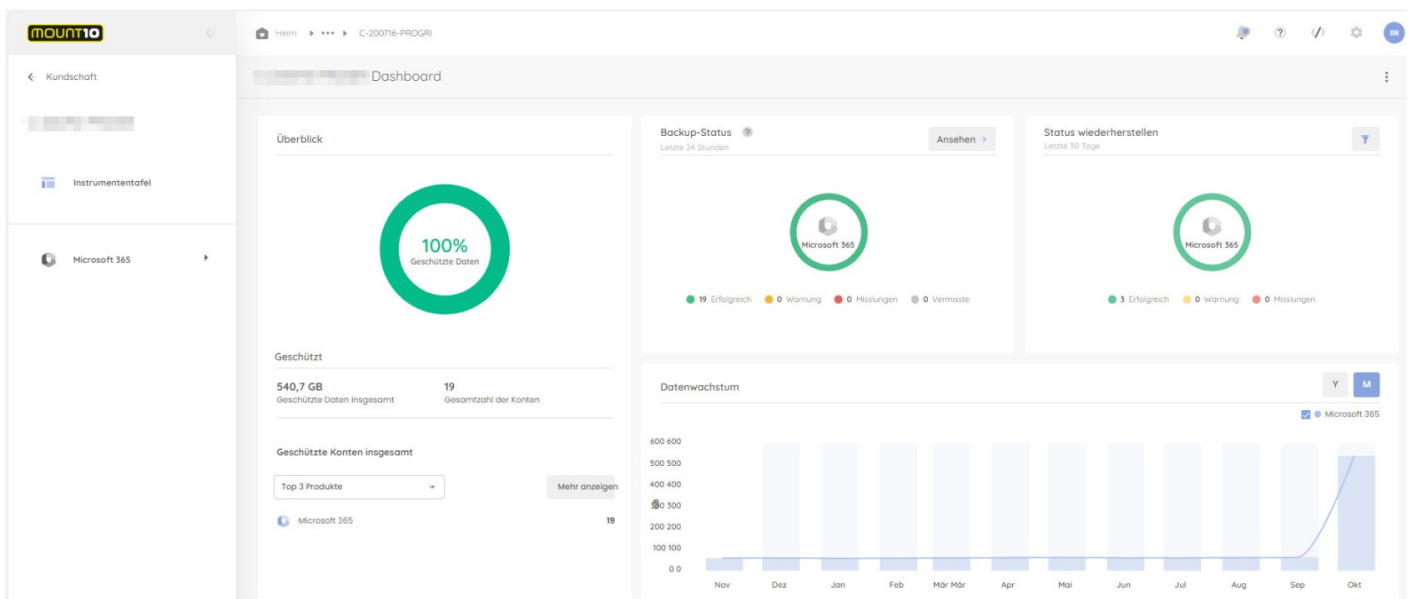 MOUNT10
Heim ••• C-200716-PROGRI
BR
Kundschaft
Dashboard
Instrumententafel
Microsoft 365
Überblick
100%
Geschützte Daten
Geschützt
540,7 GB 19
Geschützte Daten insgesamt Gesamtzahl der Konten
Geschützte Konten insgesamt
Top 3 Produkte Mehr anzeigen
Microsoft 365 19
Backup-Status ?
Letzte 24 Stunden
Ansehen
Microsoft 365
19 Erfolgreich 0 Warnung 0 Misslungen 0 Vermisste
Status wiederherstellen
Letzte 30 Tage
Microsoft 365
3 Erfolgreich 0 Warnung 0 Misslungen
Datenwachstum
Y M
Microsoft 365
600 600
500 500
400 400
300 300
200 200
100 100
0 0
Nov Dez Jan Feb Mär Mär Apr Mai Jun Jul Aug Sep Okt